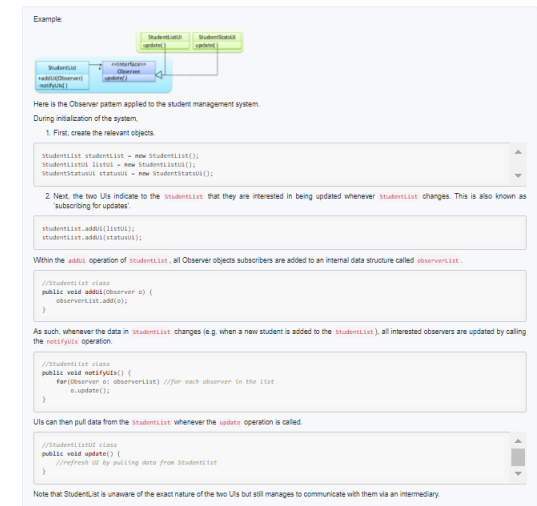 Example:
StudentListUi StudentStatsUi
update() update()
StudentList
+addUi(Observer)
-notifyUIs()
<<interface>>
Observer
update()
Here is the Observer pattern applied to the student management system.
During initialization of the system,
1. First, create the relevant objects.
StudentList studentList = new StudentList();
StudentListUi listUi = new StudentListUi();
StudentStatusUi statusUi = new StudentStatsUi();
2. Next, the two UIs indicate to the StudentList that they are interested in being updated whenever StudentList changes. This is also known as
'subscribing for updates'.
studentList.addUi(listUi);
studentList.addUi(statusUi);
Within the addUi operation of StudentList, all Observer objects subscribers are added to an internal data structure called observerList.
//StudentList class
public void addUi(Observer o) {
observerList.add(o);
}
As such, whenever the data in StudentList changes (e.g. when a new student is added to the StudentList), all interested observers are updated by calling
the notifyUIs operation.
//StudentList class
public void notifyUIs() {
for(Observer o: observerList) //for each observer in the list
o.update();
}
UIs can then pull data from the StudentList whenever the update operation is called.
//StudentListUI class
public void update() {
//refresh UI by pulling data from StudentList
}
Note that StudentList is unaware of the exact nature of the two UIs but still manages to communicate with them via an intermediary.